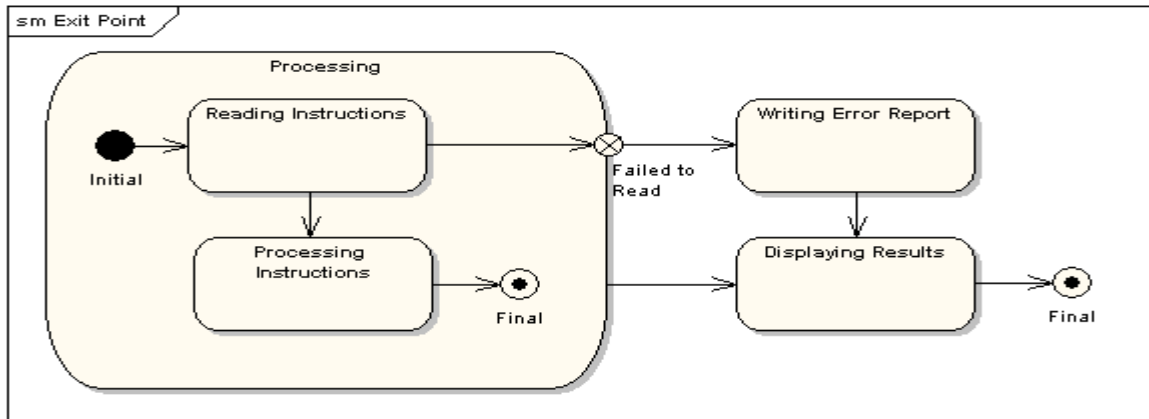 sm Exit Point
Processing
Reading Instructions
Writing Error Report
Initial
Failed to
Read
Processing
Instructions
Displaying Results
Final
Final